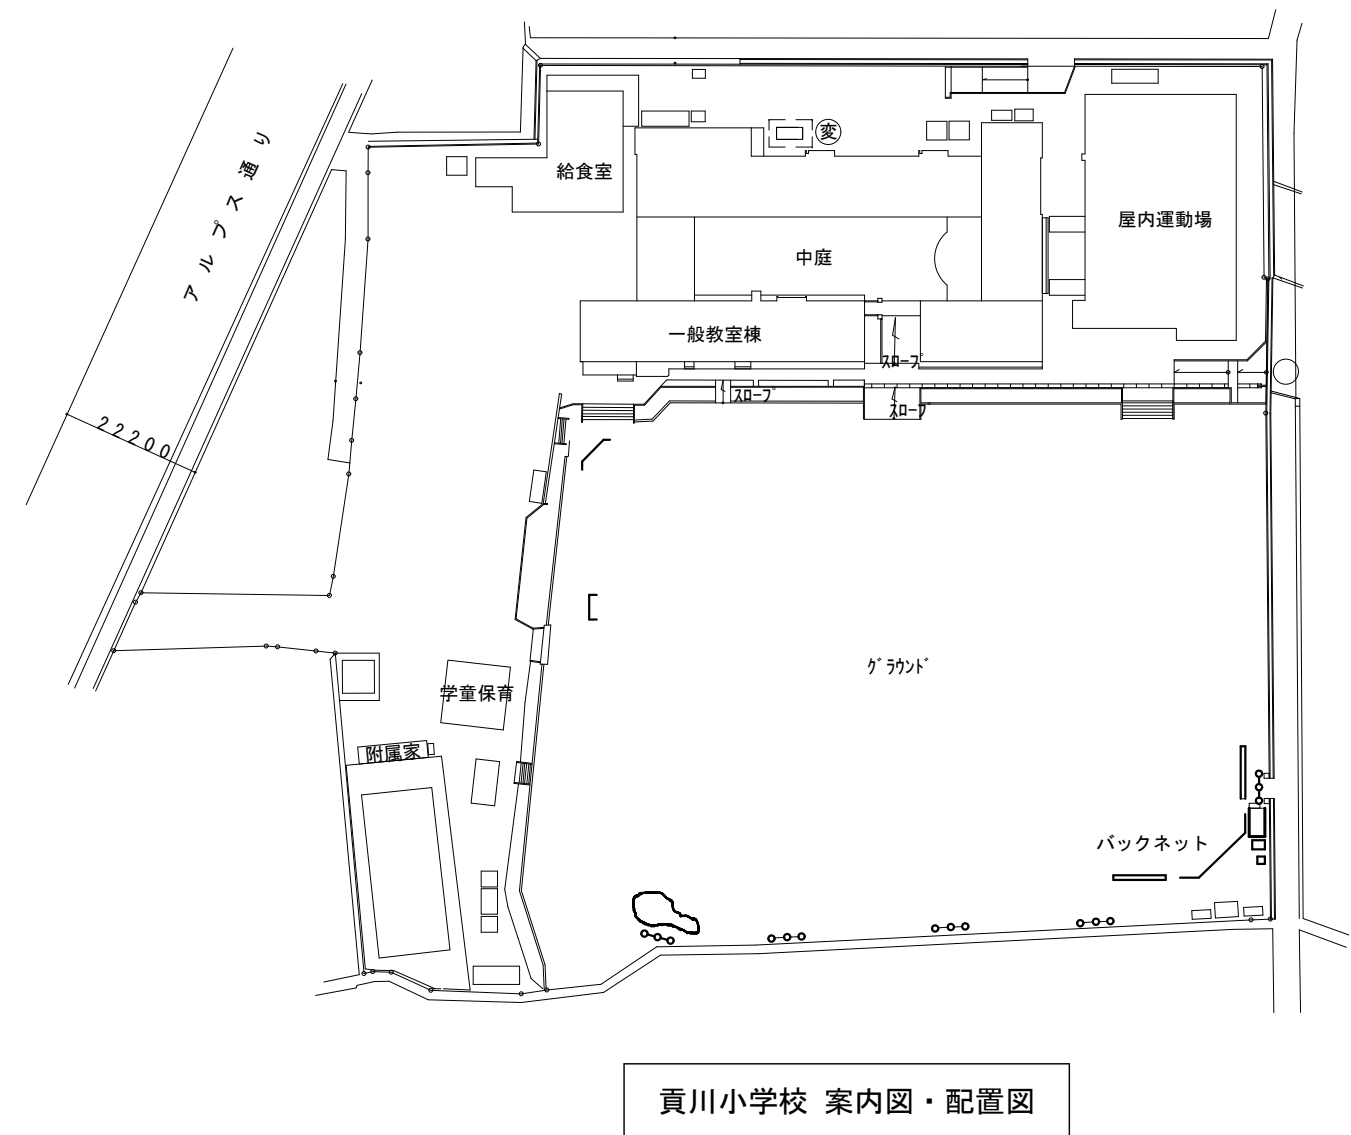 変
給食室
アルプス通り
屋内運動場
中庭
一般教室棟
スロープ
スロープ
スロープ
22200
グラウンド
学童保育
附属家
バックネット
貢川小学校 案内図・配置図